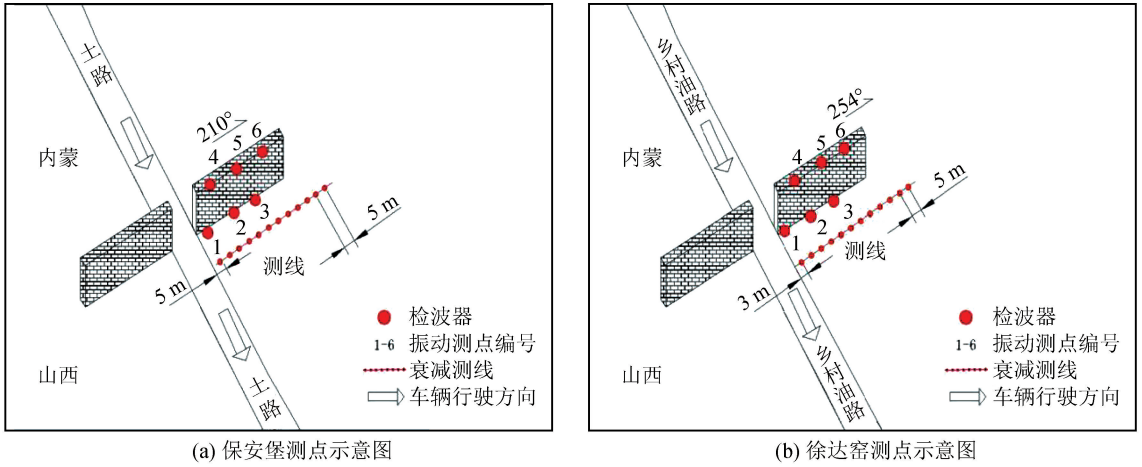 土路
210°
4
5
6
内蒙
1
2
3
5 m
测线
5 m
检波器
1-6 振动测点编号
衰减测线
车辆行驶方向
山西
土路
(a) 保安堡测点示意图
乡村油路
254°
4
5
6
内蒙
1
2
3
5 m
测线
3 m
检波器
1-6 振动测点编号
衰减测线
车辆行驶方向
山西
乡村油路
(b) 徐达窑测点示意图